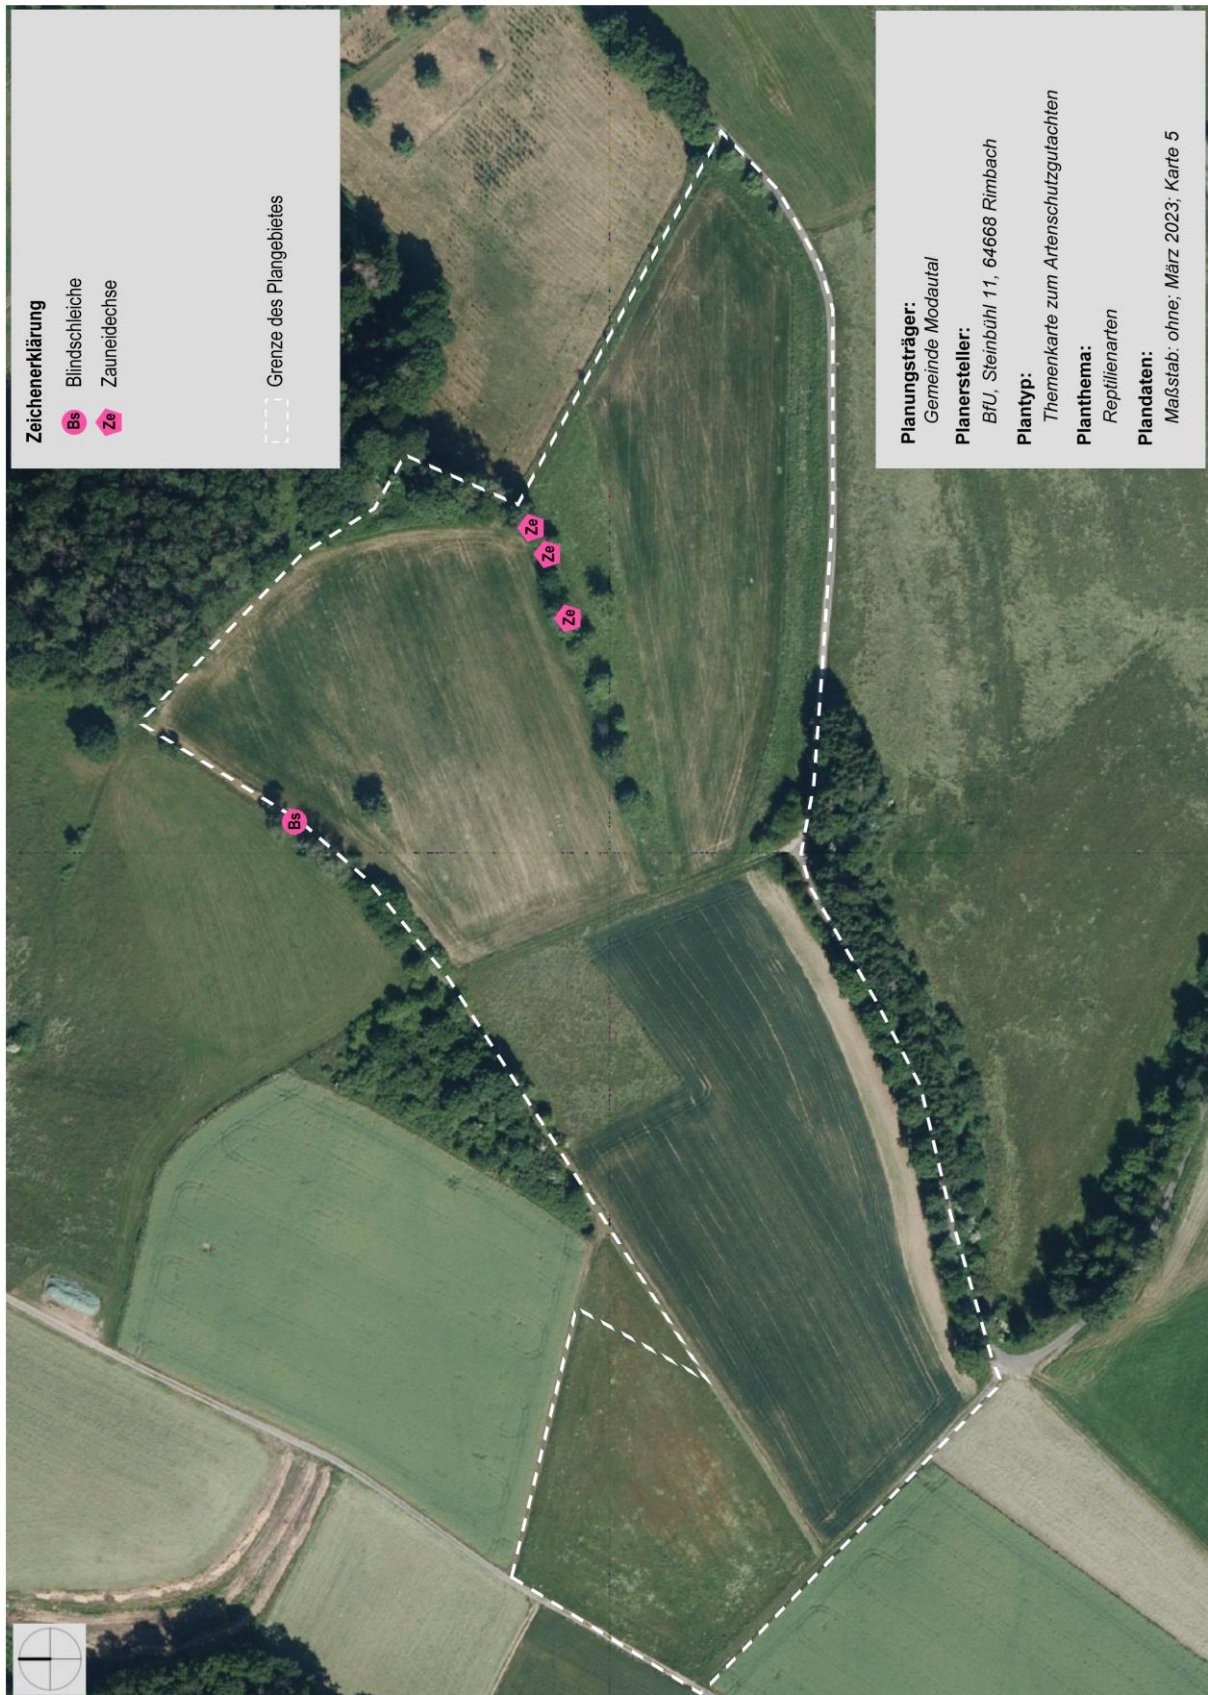 Zeichenerklärung
Bs Blindschleiche
Ze Zauneidechse
Grenze des Plangebietes
Bs
Ze
Ze
Ze
Planungsträger:
Gemeinde Modautal
Planersteller:
BfU, Steinbühl 11, 64668 Rimbach
Plantyp:
Themenkarte zum Artenschutzgutachten
Planthema:
Reptilienarten
Plandaten:
Maßstab: ohne; März 2023; Karte 5